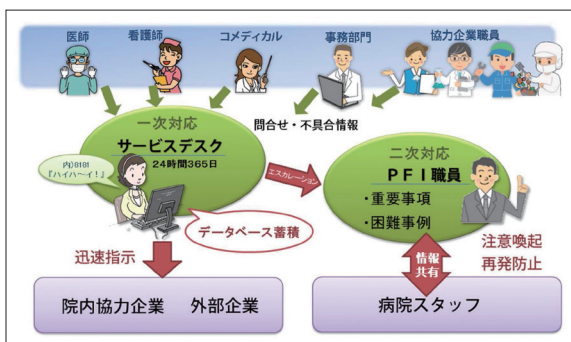 医師
看護師
コメディカル
事務部門
協力企業職員
問合せ・不具合情報
一次対応
サービスデスク
24時間365日
内)8181
『ハイハ〜イ！』
エスカレーション
二次対応
PFI職員
・重要事項
・困難事例
データベース蓄積
迅速指示
情報
共有
注意喚起
再発防止
院内協力企業 外部企業
病院スタッフ